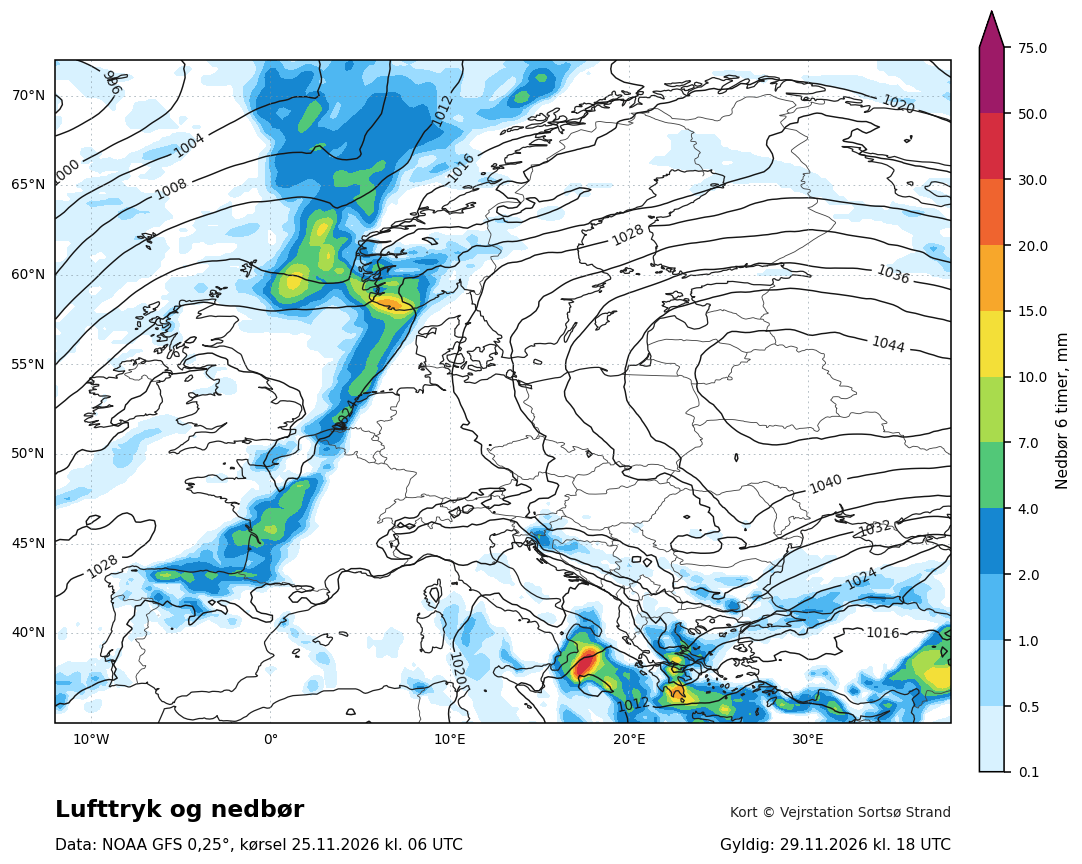 75.0
50.0
30.0
20.0
15.0
10.0
7.0
4.0
2.0
1.0
0.5
0.1
Nedbør 6 timer, mm
70°N
65°N
60°N
55°N
50°N
45°N
40°N
10°W
0°
10°E
20°E
30°E
996
1000
1004
1008
1012
1016
1020
1028
1036
1044
1024
1040
1032
1028
1024
1016
1020
1012
Lufttryk og nedbør
Kort © Vejrstation Sortsø Strand
Data: NOAA GFS 0,25°, kørsel 25.11.2026 kl. 06 UTC
Gyldig: 29.11.2026 kl. 18 UTC